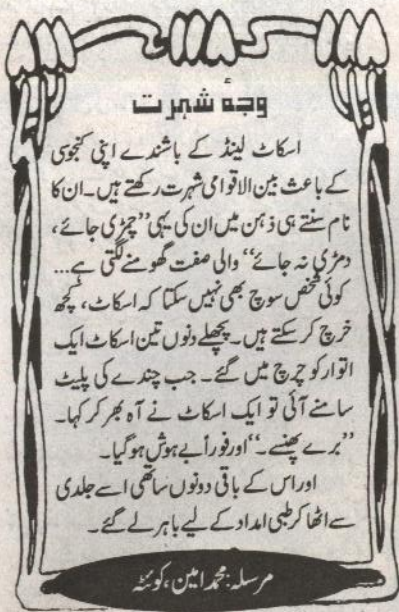 وجۂ شہرت
اسکاٹ لینڈ کے باشندے اپنی کنجوسی
کے باعث بین الاقوامی شہرت رکھتے ہیں۔ ان کا
نام سنتے ہی ذہن میں ان کی یہی ”چمڑی جائے،
دمڑی نہ جائے“ والی صفت گھومنے لگتی ہے...
کوئی شخص سوچ بھی نہیں سکتا کہ اسکاٹ، کچھ
خرچ کر سکتے ہیں۔ پچھلے دنوں تین اسکاٹ ایک
اتوار کو چرچ میں گئے۔ جب چندے کی پلیٹ
سامنے آئی تو ایک اسکاٹ نے آہ بھر کر کہا۔
”برے پھنسے۔“ اور فوراً بے ہوش ہو گیا۔
اور اس کے باقی دونوں ساتھی اسے جلدی
سے اٹھا کر طبی امداد کے لیے باہر لے گئے۔
مرسلہ: محمد امین، کوئٹہ